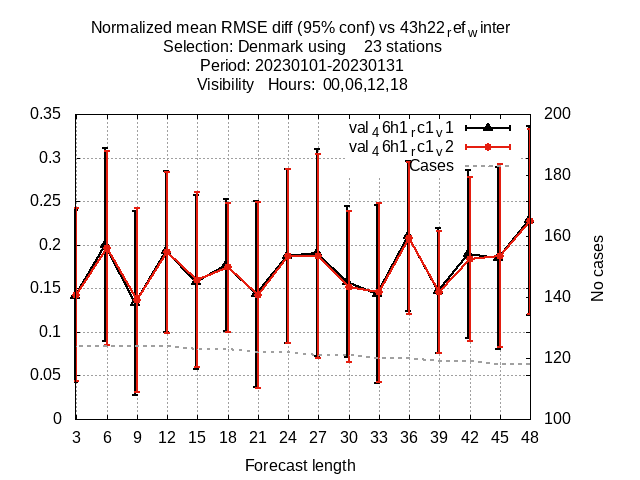 Normalized mean RMSE diff (95% conf) vs 43h22ref_winter
Selection: Denmark using 23 stations
Period: 20230101-20230131
Visibility Hours: 00,06,12,18
0.35
0.3
0.25
0.2
0.15
0.1
0.05
0
200
180
160
140
120
100
No cases
val46h1rc1v1
val46h1rc1v2
Cases
3 6 9 12 15 18 21 24 27 30 33 36 39 42 45 48
Forecast length